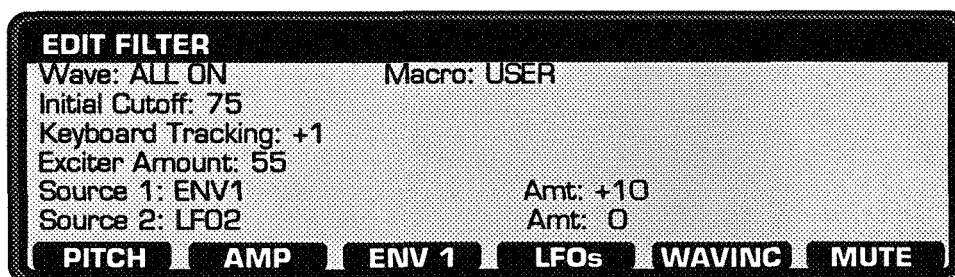 EDIT FILTER
Wave: ALL ON Macro: USER
Initial Cutoff: 75
Keyboard Tracking: +1
Exciter Amount: 55
Source 1: ENV1 Amt: +10
Source 2: LFO2 Amt: 0
PITCH AMP ENV 1 LFOs WAVINC MUTE